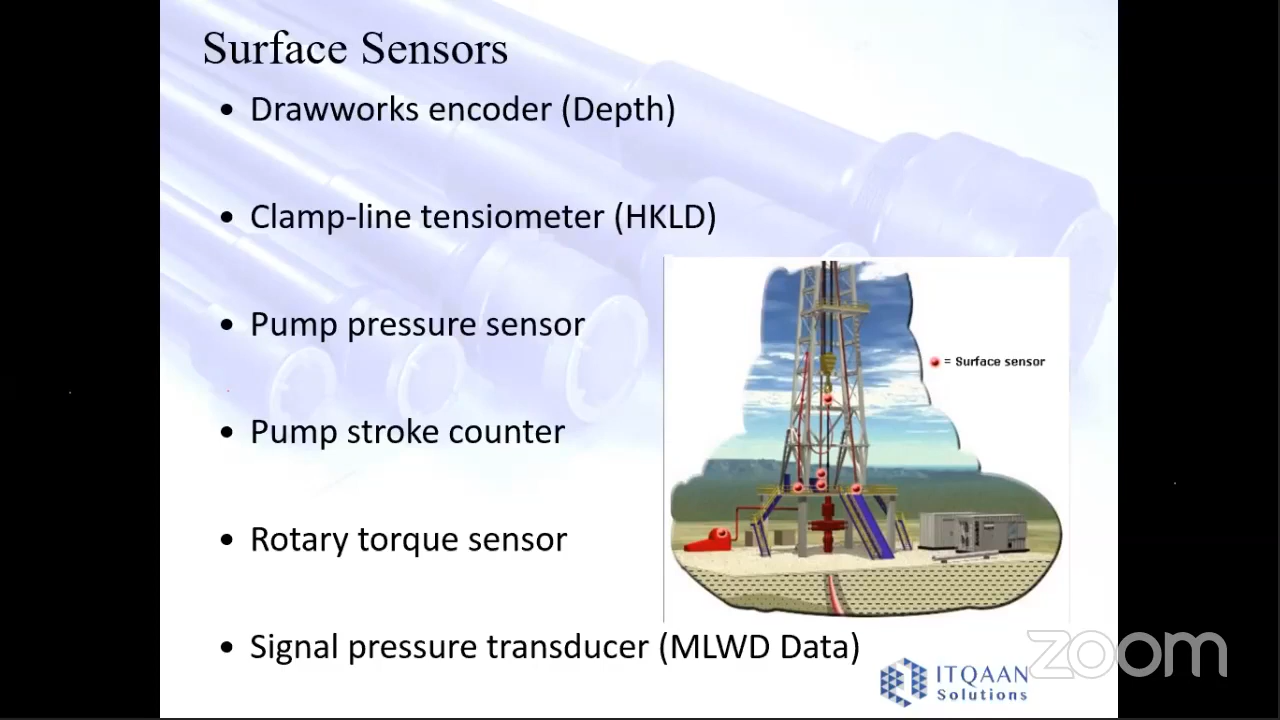 Surface Sensors
• Drawworks encoder (Depth)
• Clamp-line tensiometer (HKLD)
• Pump pressure sensor
= Surface sensor
• Pump stroke counter
• Rotary torque sensor
• Signal pressure transducer (MLWD Data)
ITQAAN
Solutions
zoom